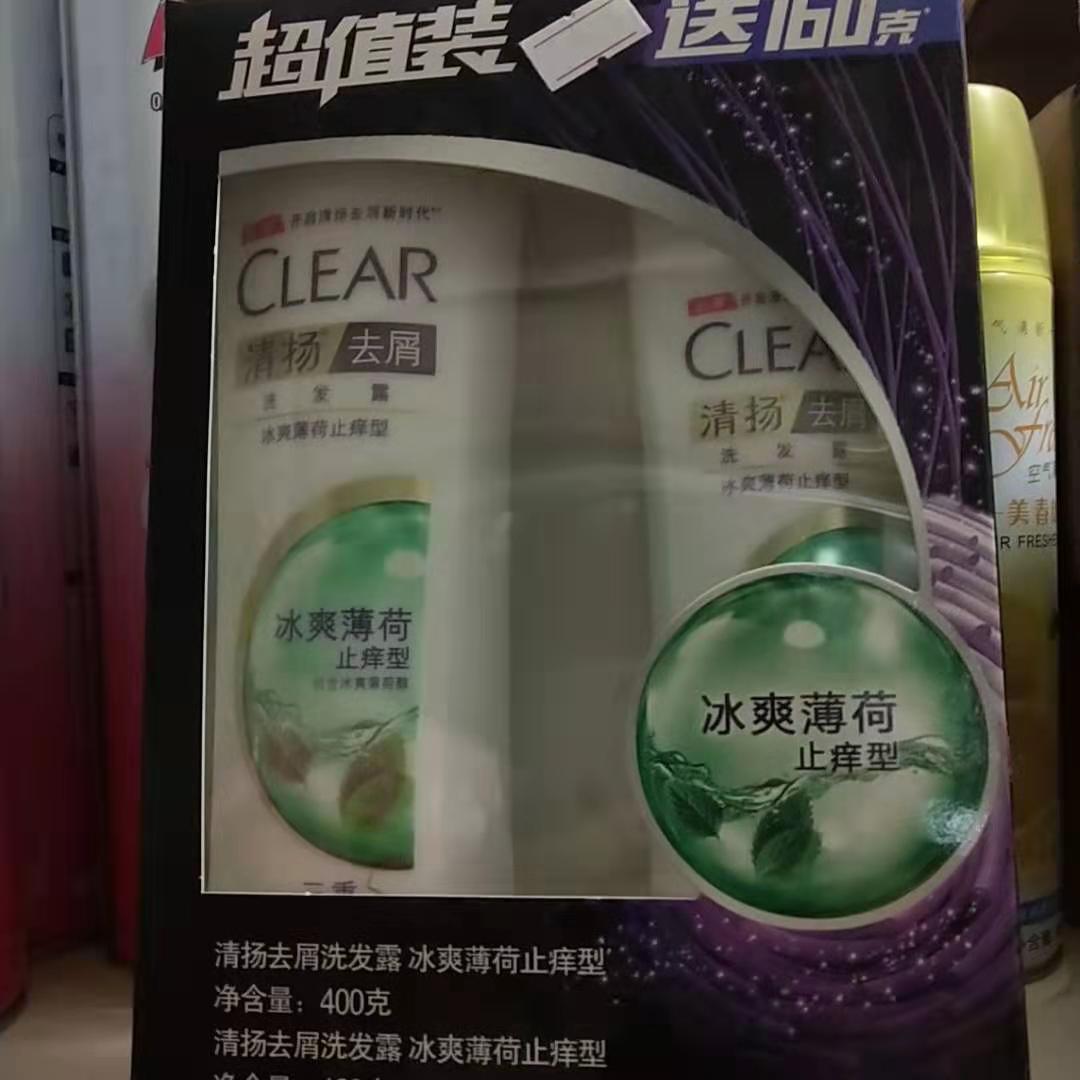 超值装 送160克
开启清扬去屑新时代
CLEAR
清扬 去屑
洗发露
冰爽薄荷止痒型
冰爽薄荷
止痒型
CLEA
清扬 去屑
洗发露
冰爽薄荷止痒型
冰爽薄荷
止痒型
清扬去屑洗发露 冰爽薄荷止痒型
净含量：400克
清扬去屑洗发露 冰爽薄荷止痒型
Air
空气
美春
R FRESHE